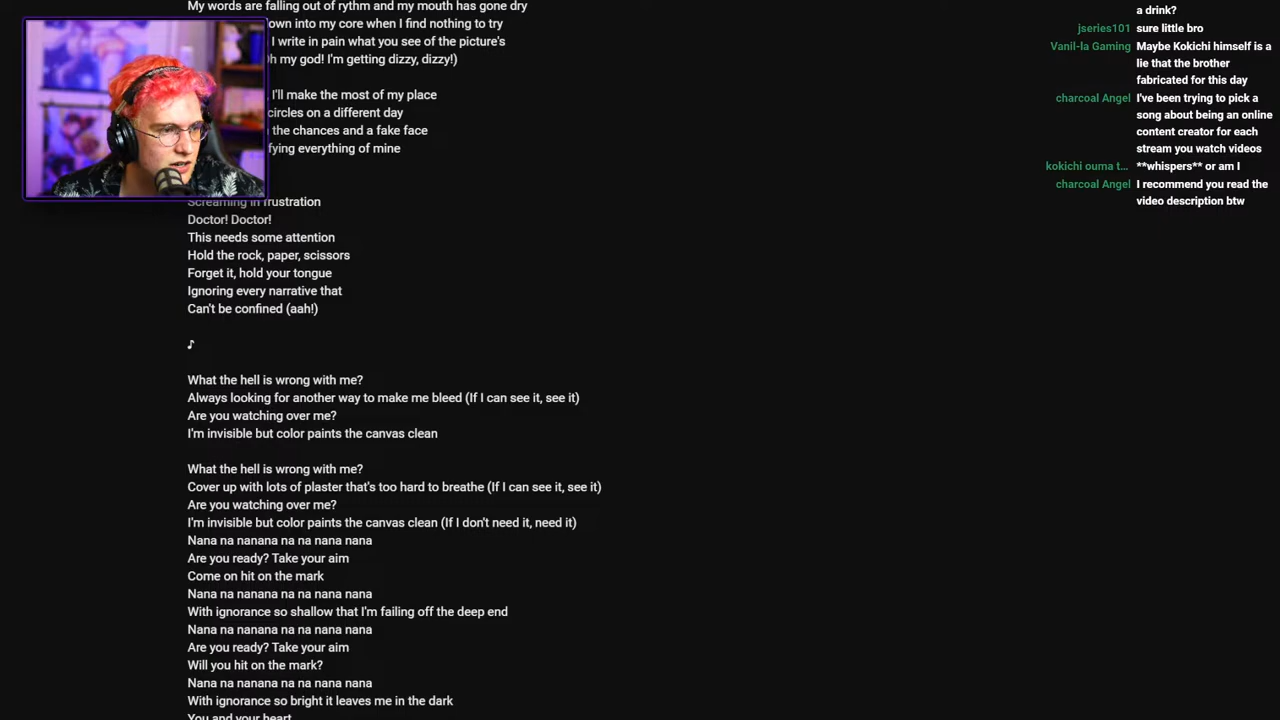 My words are falling out of rythm and my mouth has gone dry
own into my core when I find nothing to try
I write in pain what you see of the picture's
h my god! I'm getting dizzy, dizzy!)
, I'll make the most of my place
circles on a different day
the chances and a fake face
fying everything of mine
Screaming in frustration
Doctor! Doctor!
This needs some attention
Hold the rock, paper, scissors
Forget it, hold your tongue
Ignoring every narrative that
Can't be confined (aah!)
♪
What the hell is wrong with me?
Always looking for another way to make me bleed (If I can see it, see it)
Are you watching over me?
I'm invisible but color paints the canvas clean
What the hell is wrong with me?
Cover up with lots of plaster that's too hard to breathe (If I can see it, see it)
Are you watching over me?
I'm invisible but color paints the canvas clean (If I don't need it, need it)
Nana na nanana na na nana nana
Are you ready? Take your aim
Come on hit on the mark
Nana na nanana na na nana nana
With ignorance so shallow that I'm failing off the deep end
Nana na nanana na na nana nana
Are you ready? Take your aim
Will you hit on the mark?
Nana na nanana na na nana nana
With ignorance so bright it leaves me in the dark
You and your heart
a drink?
jseries101 sure little bro
Vanil-la Gaming Maybe Kokichi himself is a
lie that the brother
fabricated for this day
charcoal Angel I've been trying to pick a
song about being an online
content creator for each
stream you watch videos
kokichi ouma t... **whispers** or am I
charcoal Angel I recommend you read the
video description btw